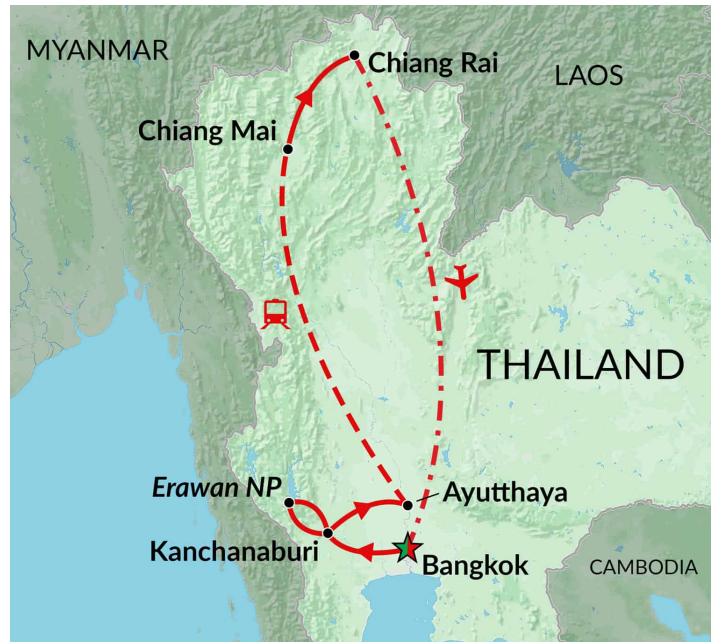 MYANMAR
Chiang Rai
LAOS
Chiang Mai
THAILAND
Erawan NP
Ayutthaya
Kanchanaburi
Bangkok
CAMBODIA